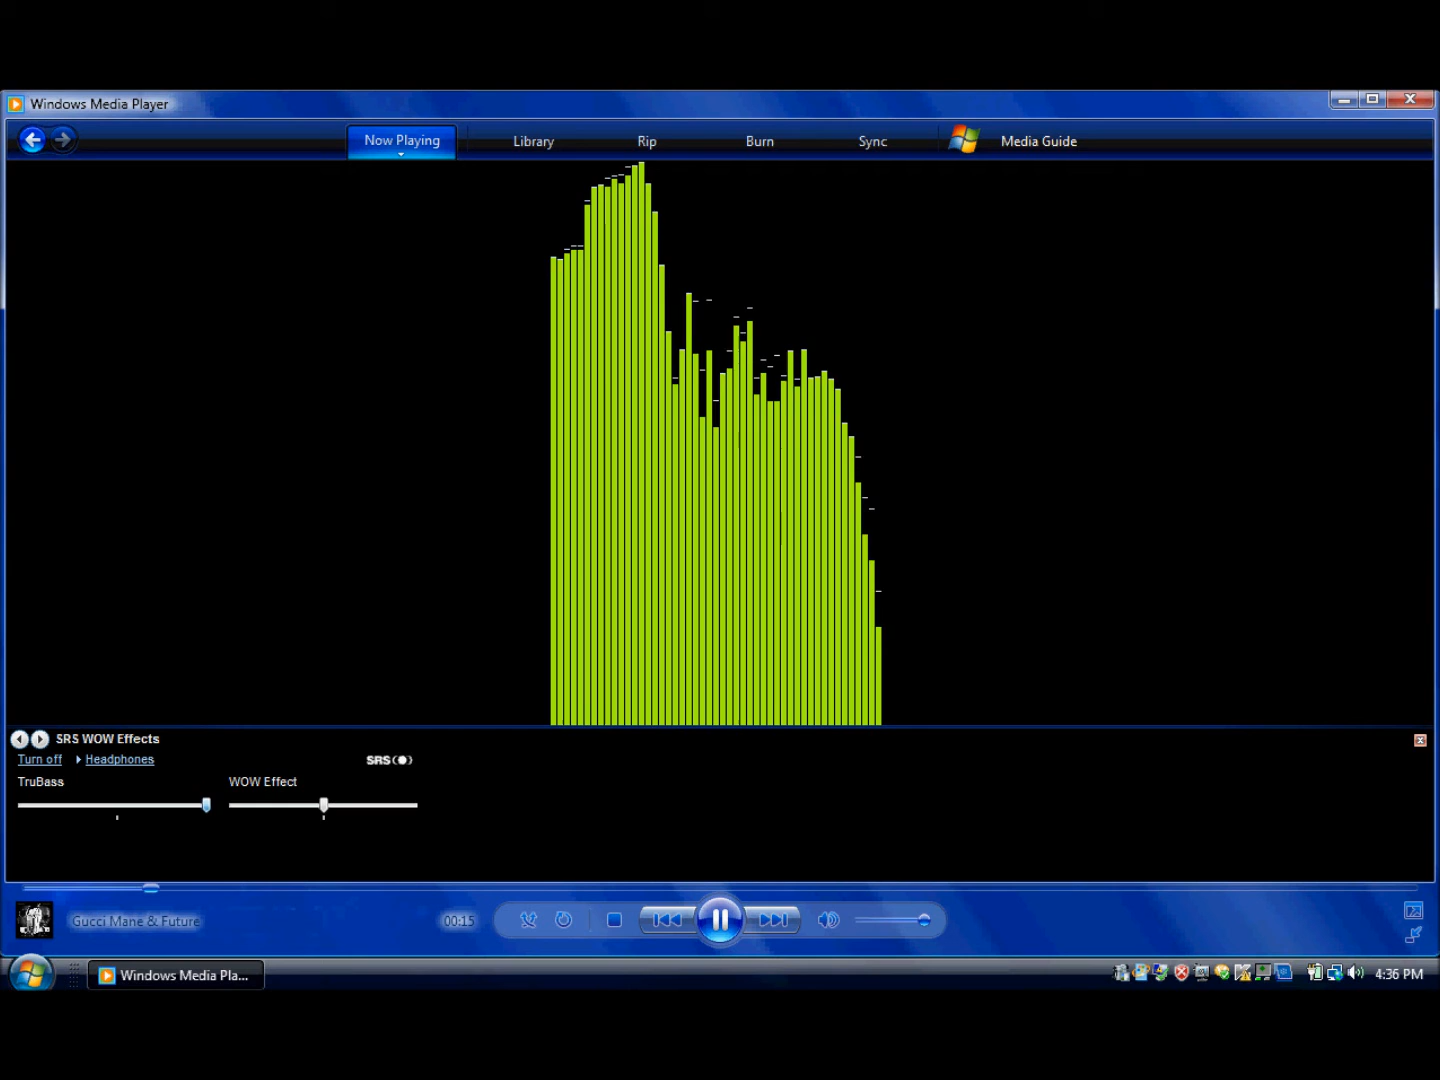 Windows Media Player
Now Playing Library Rip Burn Sync Media Guide
SRS WOW Effects
Turn off Headphones SRS
TruBass WOW Effect
Gucci Mane & Future 00:15
Windows Media Pla... 4:36 PM